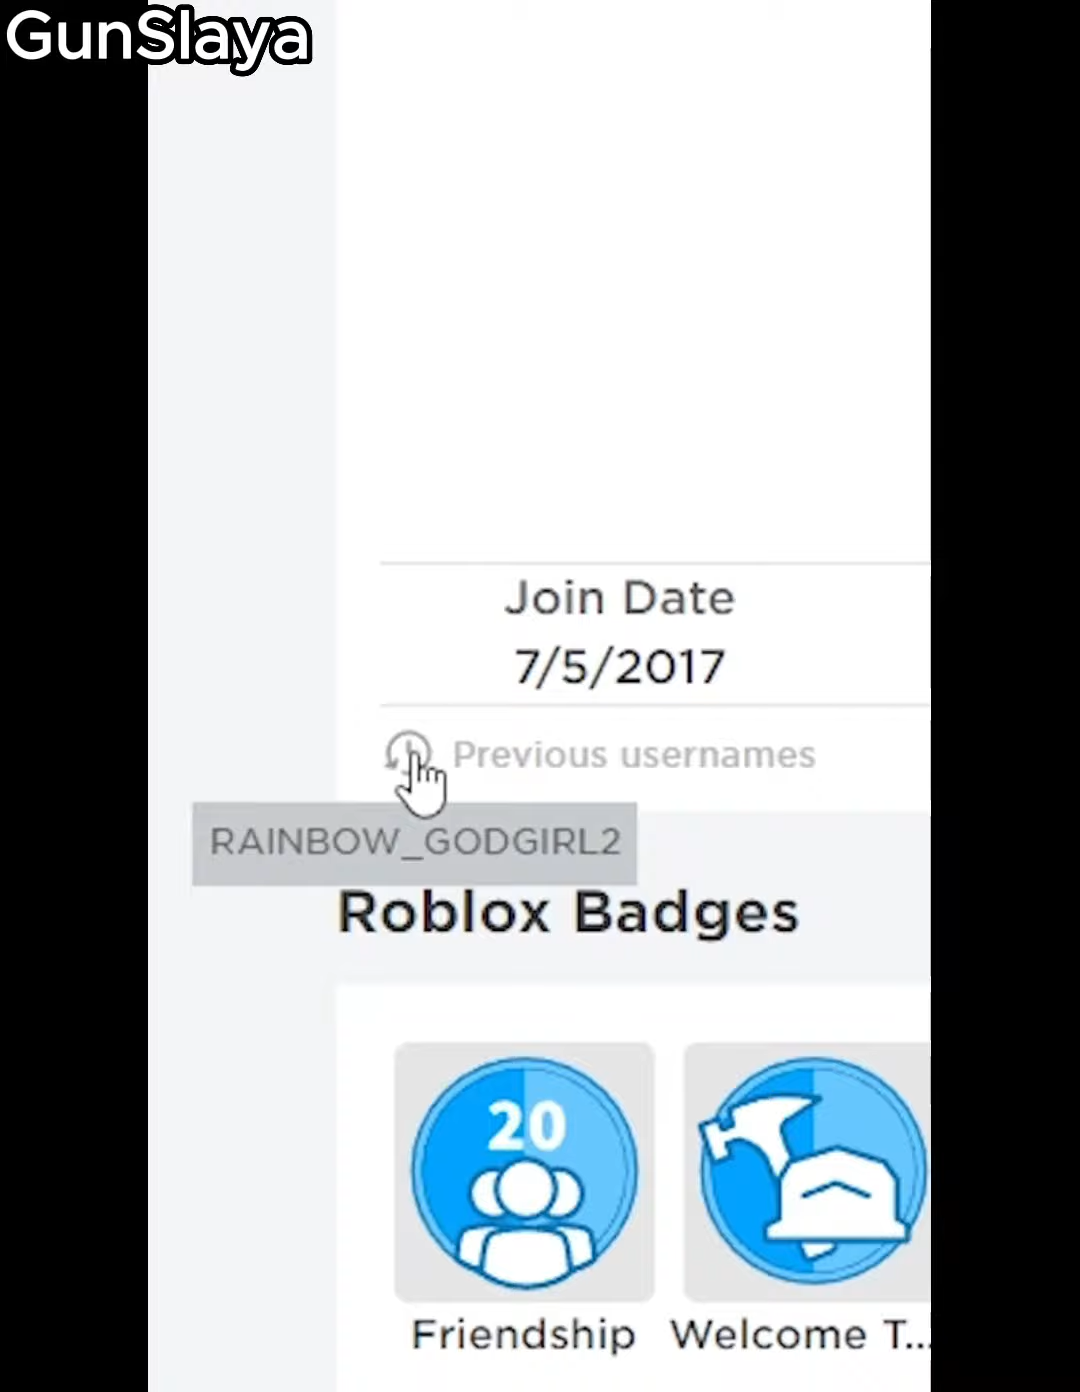 GunSlaya
Join Date
7/5/2017
Previous usernames
RAINBOW_GODGIRL2
Roblox Badges
20
Friendship
Welcome T...